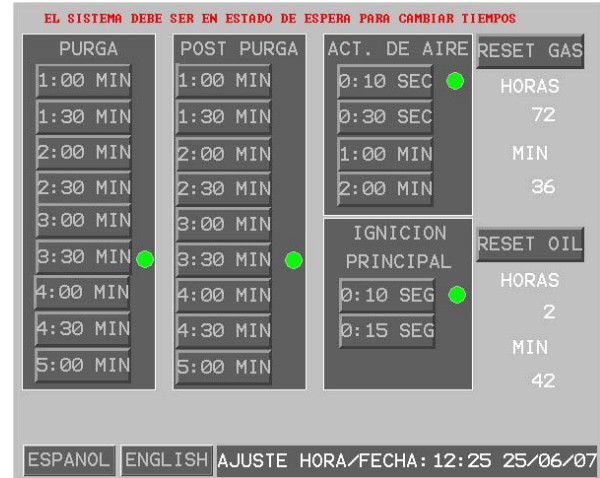 EL SISTEMA DEBE SER EN ESTADO DE ESPERA PARA CAMBIAR TIEMPOS
PURGA
1:00 MIN
1:30 MIN
2:00 MIN
2:30 MIN
3:00 MIN
3:30 MIN
4:00 MIN
4:30 MIN
5:00 MIN
POST PURGA
1:00 MIN
1:30 MIN
2:00 MIN
2:30 MIN
3:00 MIN
3:30 MIN
4:00 MIN
4:30 MIN
5:00 MIN
ACT. DE AIRE
0:10 SEC
0:30 SEC
1:00 MIN
2:00 MIN
IGNICION
PRINCIPAL
0:10 SEG
0:15 SEG
RESET GAS
HORAS
72
MIN
36
RESET OIL
HORAS
2
MIN
42
ESPANOL ENGLISH AJUSTE HORA/FECHA: 12:25 25/06/07